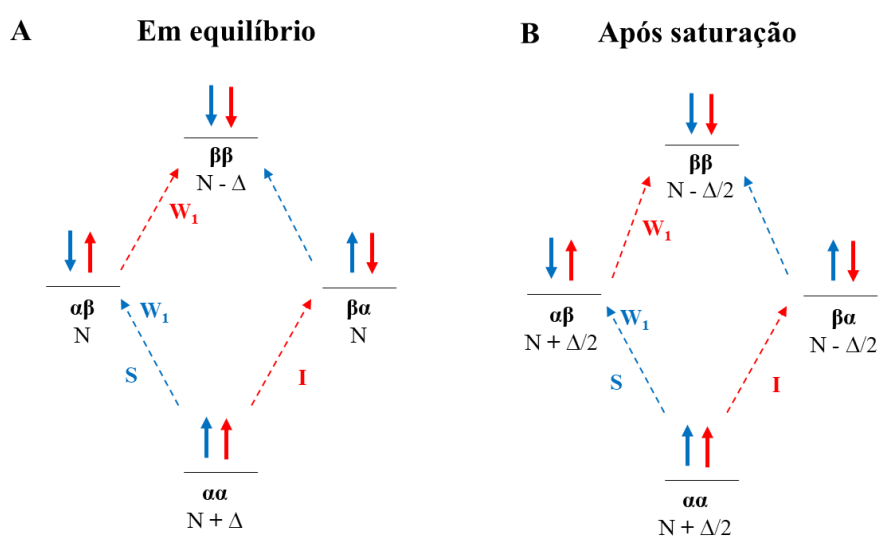 A
Em equilíbrio
ββ
N - Δ
W₁
αβ
N
W₁
βα
N
S
I
αα
N + Δ
B
Após saturação
ββ
N - Δ/2
W₁
αβ
N + Δ/2
W₁
βα
N - Δ/2
S
I
αα
N + Δ/2